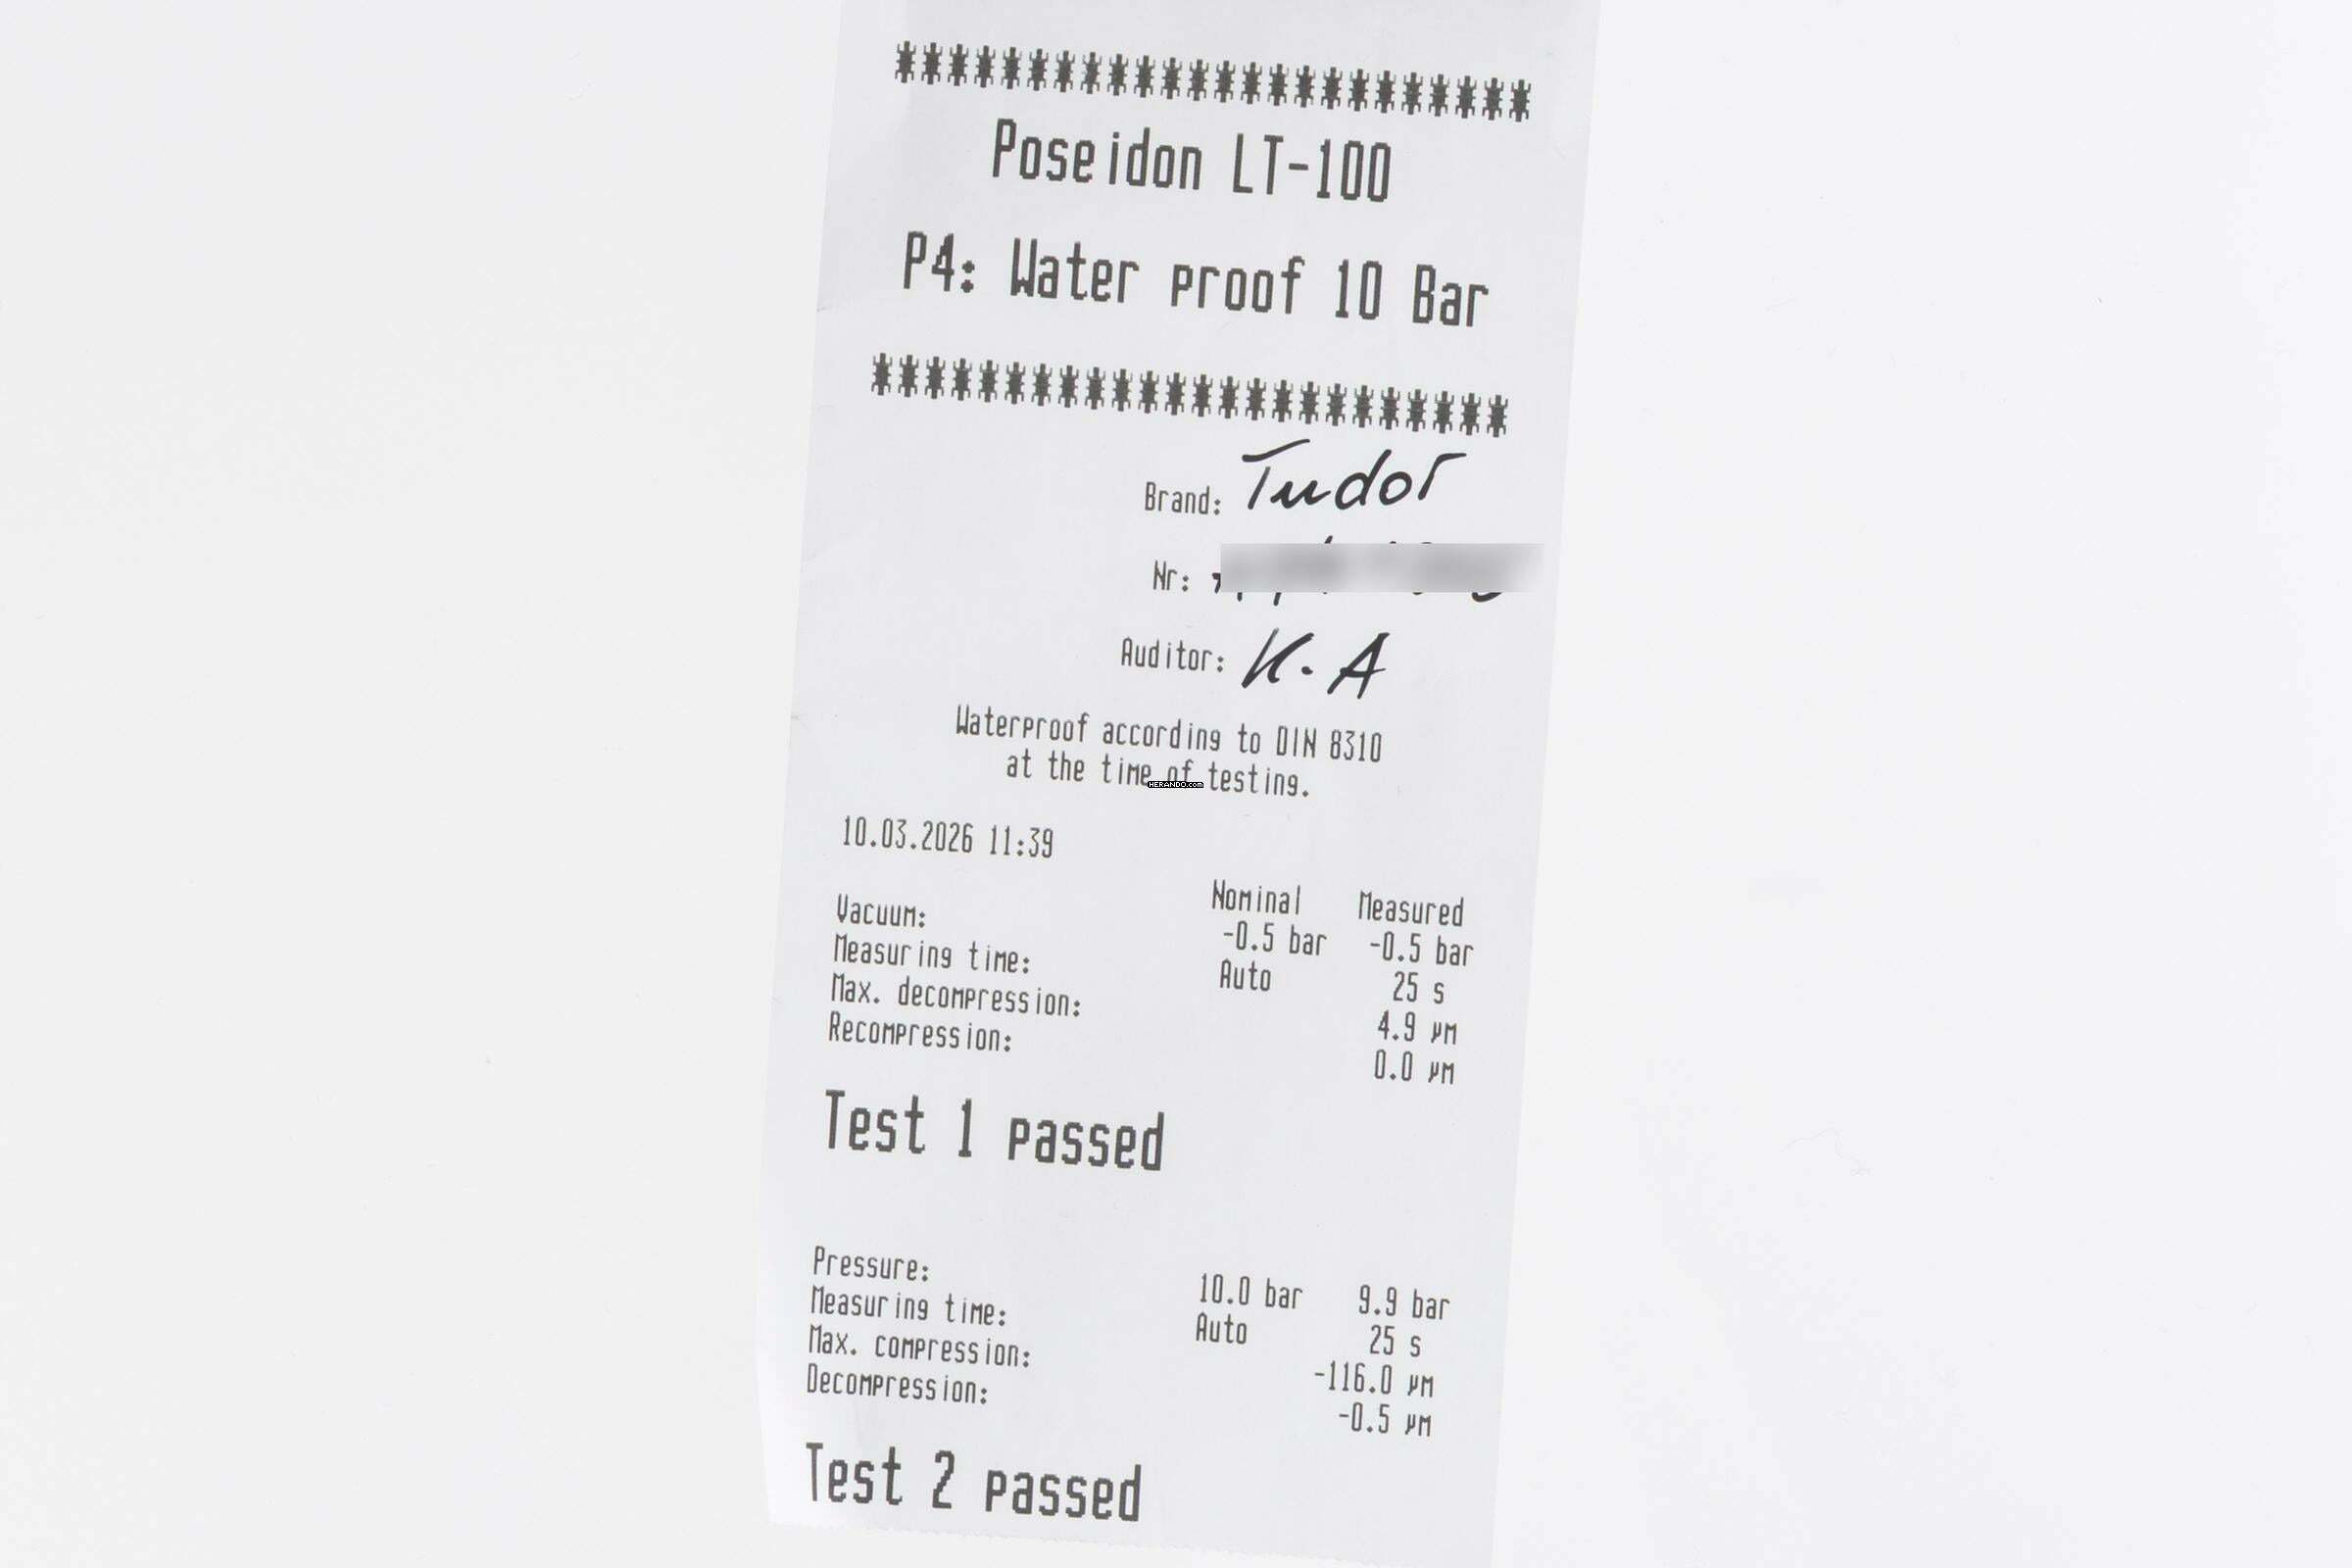 ************************
Poseidon LT-100
P4: Water proof 10 Bar
************************
Brand: Tudor
Nr:
Auditor: K.A
Waterproof according to DIN 8310
at the time of testing.
HERANDO.com
10.03.2026 11:39
Nominal Measured
Vacuum: -0.5 bar -0.5 bar
Measuring time: Auto 25 s
Max. decompression: 4.9 µm
Recompression: 0.0 µm
Test 1 passed
Pressure: 10.0 bar 9.9 bar
Measuring time: Auto 25 s
Max. compression: -116.0 µm
Decompression: -0.5 µm
Test 2 passed